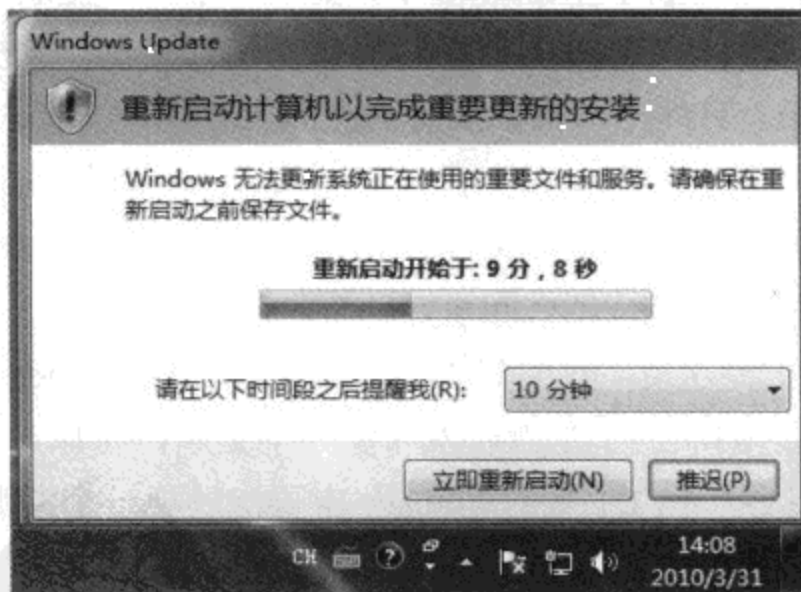 Windows Update
重新启动计算机以完成重要更新的安装
Windows 无法更新系统正在使用的重要文件和服务。请确保在重
新启动之前保存文件。
重新启动开始于: 9 分 , 8 秒
请在以下时间段之后提醒我(R):
10 分钟
立即重新启动(N)
推迟(P)
CH
14:08
2010/3/31